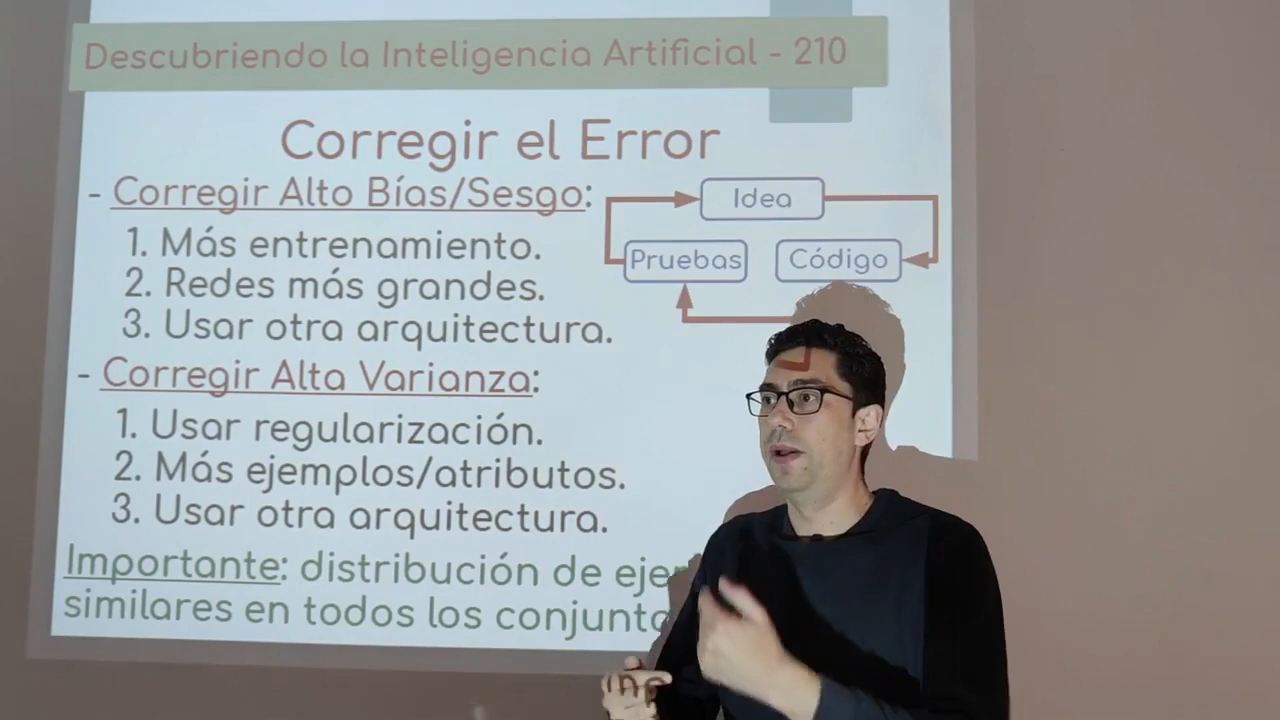 Descubriendo la Inteligencia Artificial - 210
Corregir el Error
- Corregir Alto Bías/Sesgo:
1. Más entrenamiento.
2. Redes más grandes.
3. Usar otra arquitectura.
Idea
Pruebas
Código
- Corregir Alta Varianza:
1. Usar regularización.
2. Más ejemplos/atributos.
3. Usar otra arquitectura.
Importante: distribución de
similares en todos los